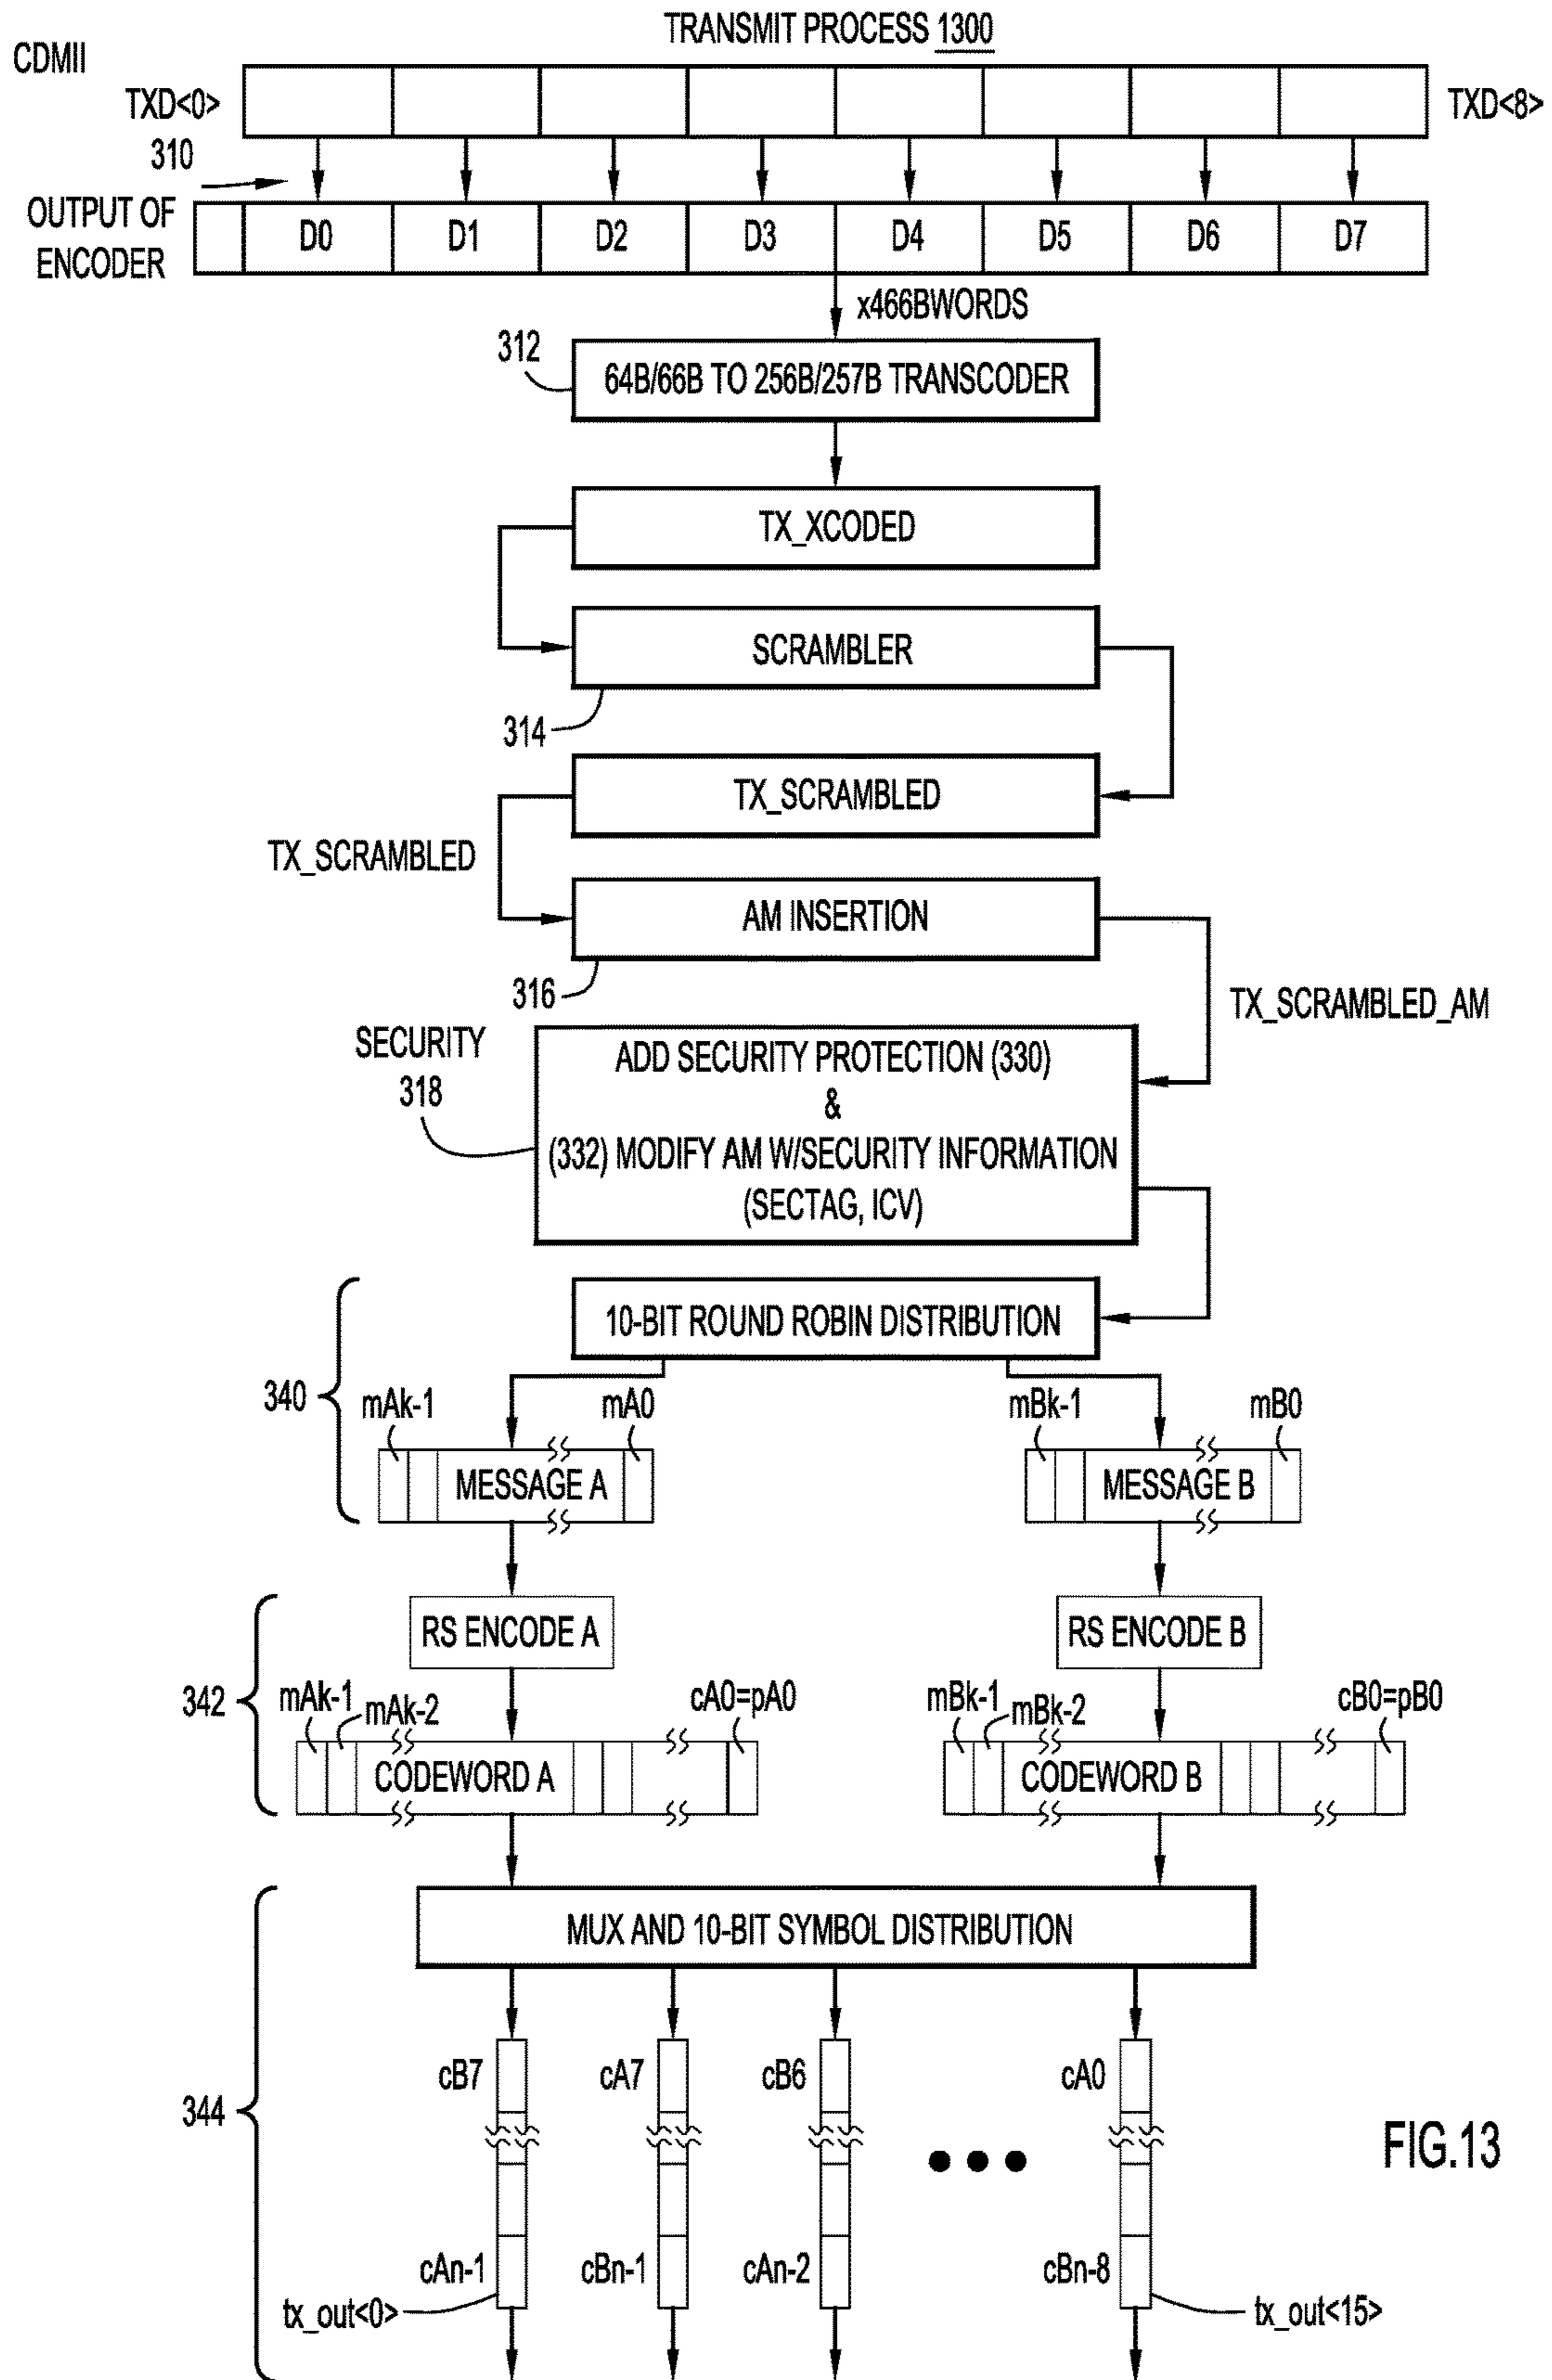 TRANSMIT PROCESS 1300
CDMII
TXD<0>
TXD<8>
310
OUTPUT OF
ENCODER
D0 D1 D2 D3 D4 D5 D6 D7
x466BWORDS
312
64B/66B TO 256B/257B TRANSCODER
TX_XCODED
SCRAMBLER
314
TX_SCRAMBLED
TX_SCRAMBLED
AM INSERTION
316
TX_SCRAMBLED_AM
SECURITY
318
ADD SECURITY PROTECTION (330)
&
(332) MODIFY AM W/SECURITY INFORMATION
(SECTAG, ICV)
10-BIT ROUND ROBIN DISTRIBUTION
340
mAk-1 mA0 mBk-1 mB0
MESSAGE A MESSAGE B
RS ENCODE A RS ENCODE B
342
mAk-1 mAk-2 cA0=pA0 mBk-1 mBk-2 cB0=pB0
CODEWORD A CODEWORD B
MUX AND 10-BIT SYMBOL DISTRIBUTION
344
cB7 cA7 cB6 cA0
cAn-1 cBn-1 cAn-2 cBn-8
tx_out<0> tx_out<15>
FIG.13